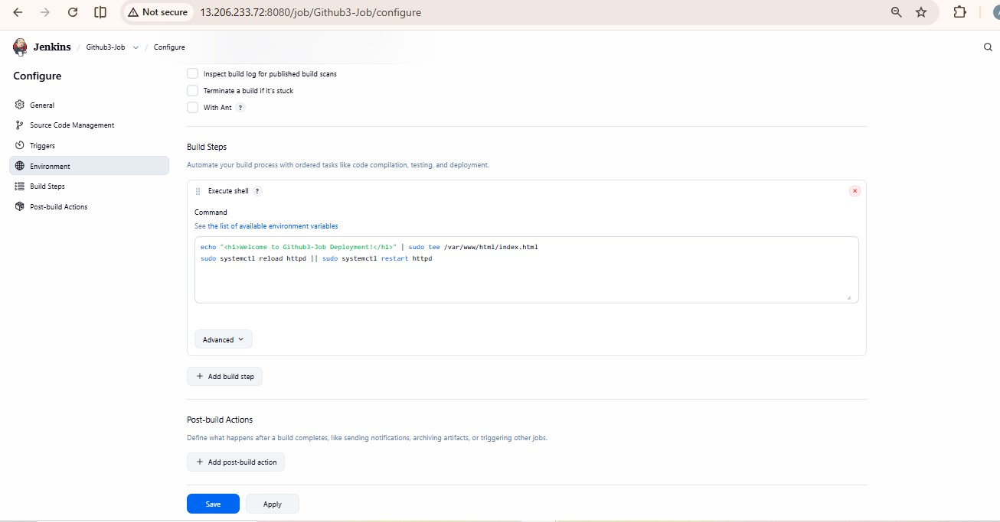 Not secure 13.206.233.72:8080/job/Github3-Job/configure
Jenkins / Github3-Job / Configure
Configure
General
Source Code Management
Triggers
Environment
Build Steps
Post-build Actions
Inspect build log for published build scans
Terminate a build if it's stuck
With Ant ?
Build Steps
Automate your build process with ordered tasks like code compilation, testing, and deployment.
Execute shell ?
Command
See the list of available environment variables
echo "<h1>Welcome to Github3-Job Deployment!</h1>" | sudo tee /var/www/html/index.html
sudo systemctl reload httpd || sudo systemctl restart httpd
Advanced
+ Add build step
Post-build Actions
Define what happens after a build completes, like sending notifications, archiving artifacts, or triggering other jobs.
+ Add post-build action
Save Apply